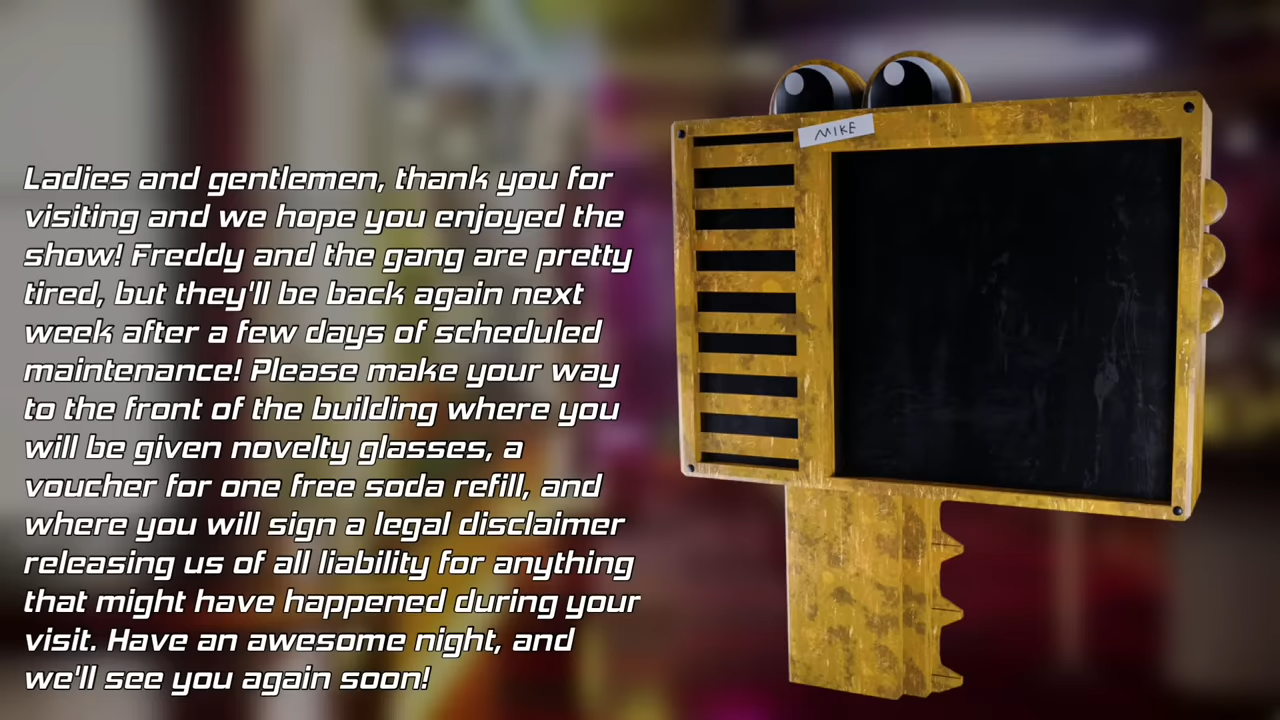 Ladies and gentlemen, thank you for
visiting and we hope you enjoyed the
show! Freddy and the gang are pretty
tired, but they'll be back again next
week after a few days of scheduled
maintenance! Please make your way
to the front of the building where you
will be given novelty glasses, a
voucher for one free soda refill, and
where you will sign a legal disclaimer
releasing us of all liability for anything
that might have happened during your
visit. Have an awesome night, and
we'll see you again soon!
MIKE